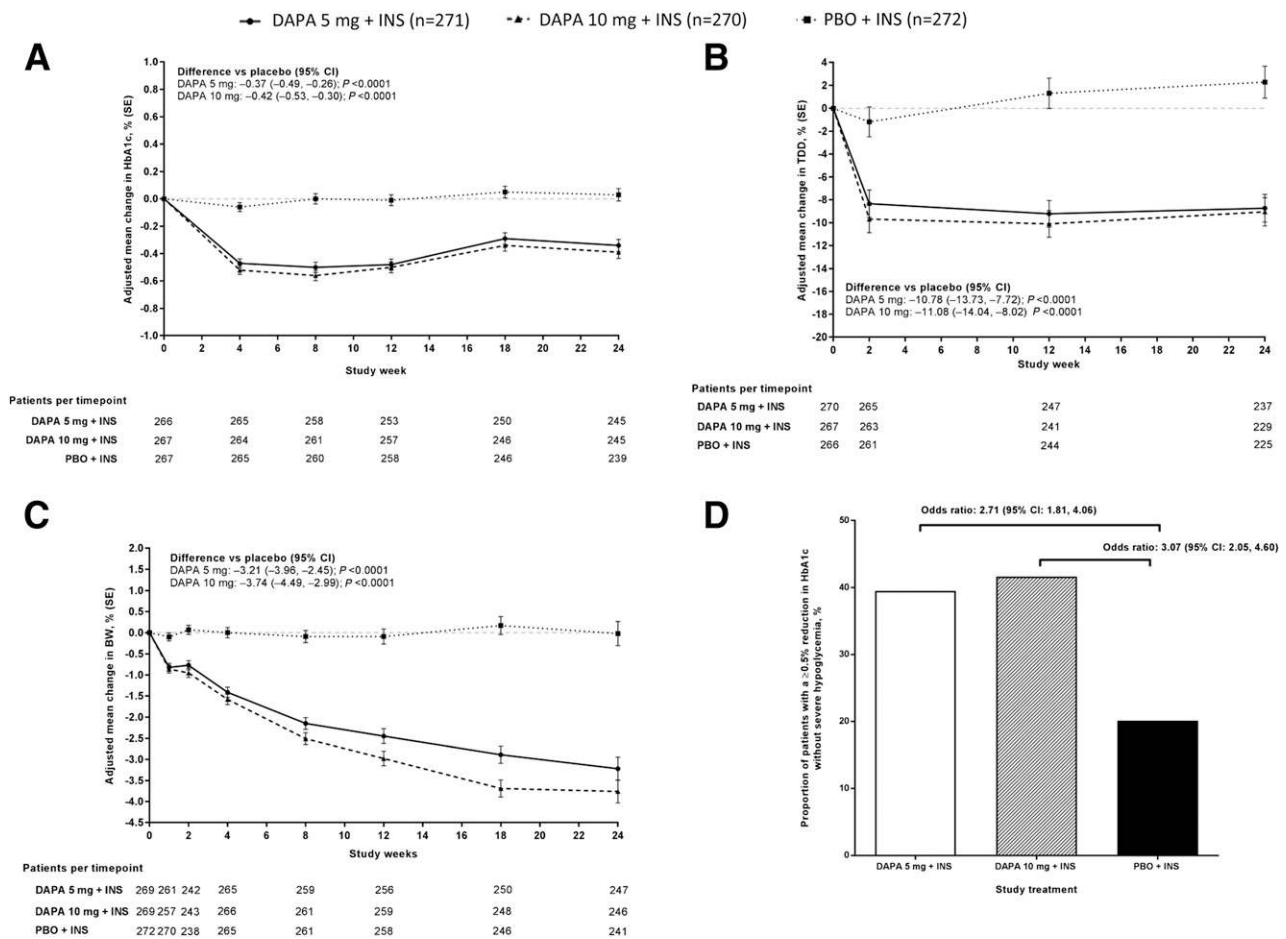 DAPA 5 mg + INS (n=271) DAPA 10 mg + INS (n=270) PBO + INS (n=272)
A
Difference vs placebo (95% CI)
DAPA 5 mg: –0.37 (–0.49, –0.26); P <0.0001
DAPA 10 mg: –0.42 (–0.53, –0.30); P <0.0001
Adjusted mean change in HbA1c, % (SE)
1.0
0.8
0.6
0.4
0.2
0.0
-0.2
-0.4
-0.6
-0.8
-1.0
0 2 4 6 8 10 12 14 16 18 20 22 24
Study week
Patients per timepoint
DAPA 5 mg + INS 266 265 258 253 250 245
DAPA 10 mg + INS 267 264 261 257 246 245
PBO + INS 267 265 260 258 246 239
B
Adjusted mean change in TDD, % (SE)
4
2
0
-2
-4
-6
-8
-10
-12
-14
-16
-18
-20
Difference vs placebo (95% CI)
DAPA 5 mg: –10.78 (–13.73, –7.72); P <0.0001
DAPA 10 mg: –11.08 (–14.04, –8.02) P <0.0001
0 2 4 6 8 10 12 14 16 18 20 22 24
Study week
Patients per timepoint
DAPA 5 mg + INS 270 265 247 237
DAPA 10 mg + INS 267 263 241 229
PBO + INS 266 261 244 225
C
Difference vs placebo (95% CI)
DAPA 5 mg: –3.21 (–3.96, –2.45); P <0.0001
DAPA 10 mg: –3.74 (–4.49, –2.99); P <0.0001
Adjusted mean change in BW, % (SE)
2.0
1.5
1.0
0.5
0.0
-0.5
-1.0
-1.5
-2.0
-2.5
-3.0
-3.5
-4.0
-4.5
0 2 4 6 8 10 12 14 16 18 20 22 24
Study weeks
Patients per timepoint
DAPA 5 mg + INS 269 261 242 265 259 256 250 247
DAPA 10 mg + INS 269 257 243 266 261 259 248 246
PBO + INS 272 270 238 265 261 258 246 241
D
Odds ratio: 2.71 (95% CI: 1.81, 4.06)
Odds ratio: 3.07 (95% CI: 2.05, 4.60)
Proportion of patients with a ≥0.5% reduction in HbA1c
without severe hypoglycemia, %
50
40
30
20
10
0
DAPA 5 mg + INS DAPA 10 mg + INS PBO + INS
Study treatment